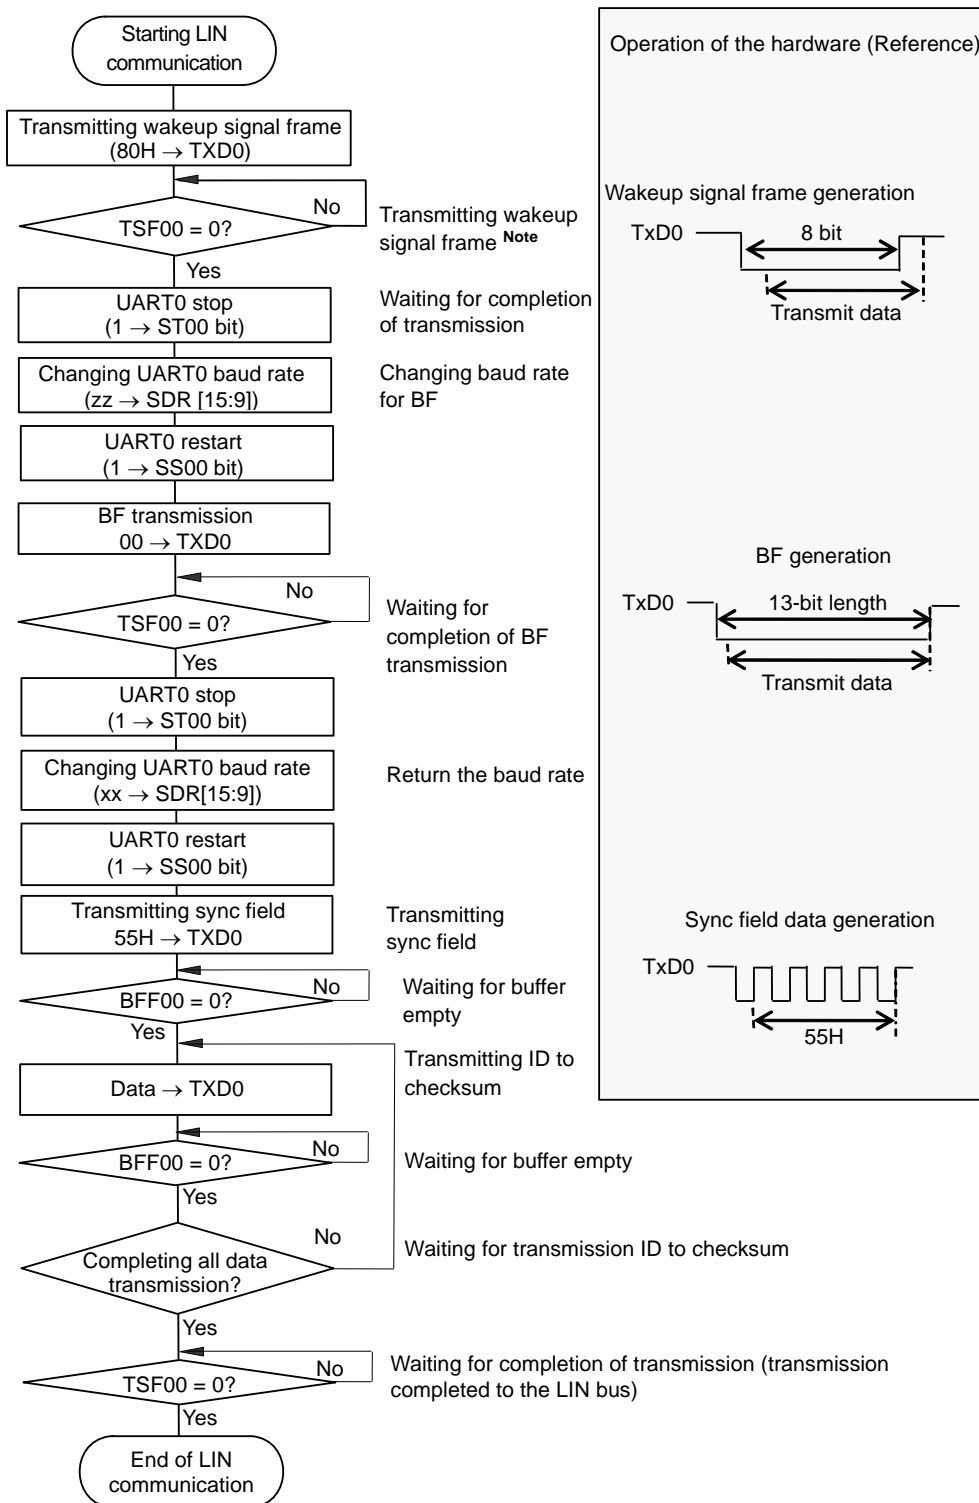 Starting LIN
communication
Transmitting wakeup signal frame
(80H → TXD0)
TSF00 = 0?
No
Yes
Transmitting wakeup
signal frame Note
UART0 stop
(1 → ST00 bit)
Waiting for completion
of transmission
Changing UART0 baud rate
(zz → SDR [15:9])
Changing baud rate
for BF
UART0 restart
(1 → SS00 bit)
BF transmission
00 → TXD0
No
TSF00 = 0?
Yes
Waiting for
completion of BF
transmission
UART0 stop
(1 → ST00 bit)
Changing UART0 baud rate
(xx → SDR[15:9])
Return the baud rate
UART0 restart
(1 → SS00 bit)
Transmitting sync field
55H → TXD0
Transmitting
sync field
BFF00 = 0?
No
Yes
Waiting for buffer
empty
Transmitting ID to
checksum
Data → TXD0
BFF00 = 0?
No
Yes
Waiting for buffer empty
Completing all data
transmission?
No
Yes
Waiting for transmission ID to checksum
TSF00 = 0?
No
Yes
Waiting for completion of transmission (transmission
completed to the LIN bus)
End of LIN
communication
Operation of the hardware (Reference)
Wakeup signal frame generation
TxD0
8 bit
Transmit data
BF generation
TxD0
13-bit length
Transmit data
Sync field data generation
TxD0
55H